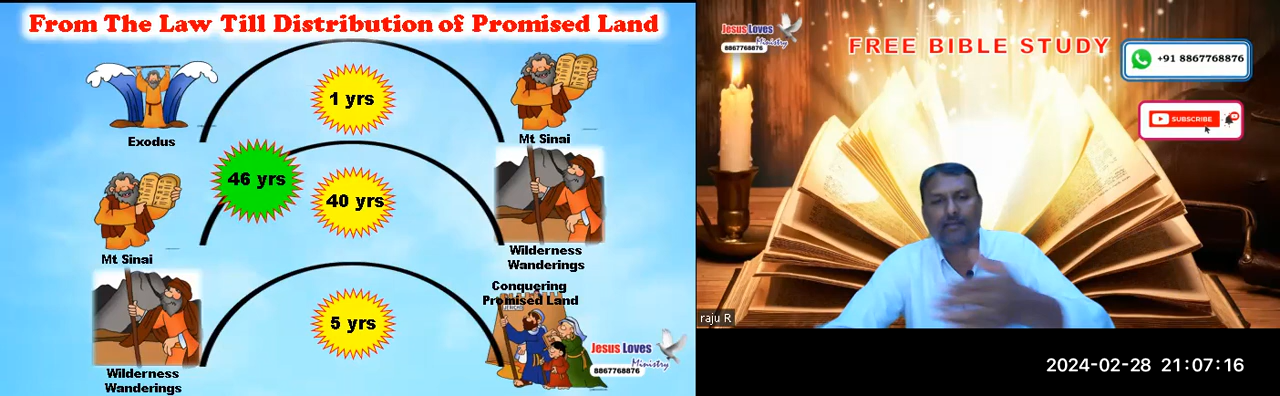 From The Law Till Distribution of Promised Land
1 yrs
Exodus
Mt Sinai
46 yrs
40 yrs
Mt Sinai
Wilderness
Wanderings
Conquering
Promised Land
5 yrs
Wilderness
Wanderings
Jesus Loves
Ministry
8867768876
Jesus Loves
Ministry
8867768876
FREE BIBLE STUDY
+91 8867768876
SUBSCRIBE
raju R
2024-02-28 21:07:16